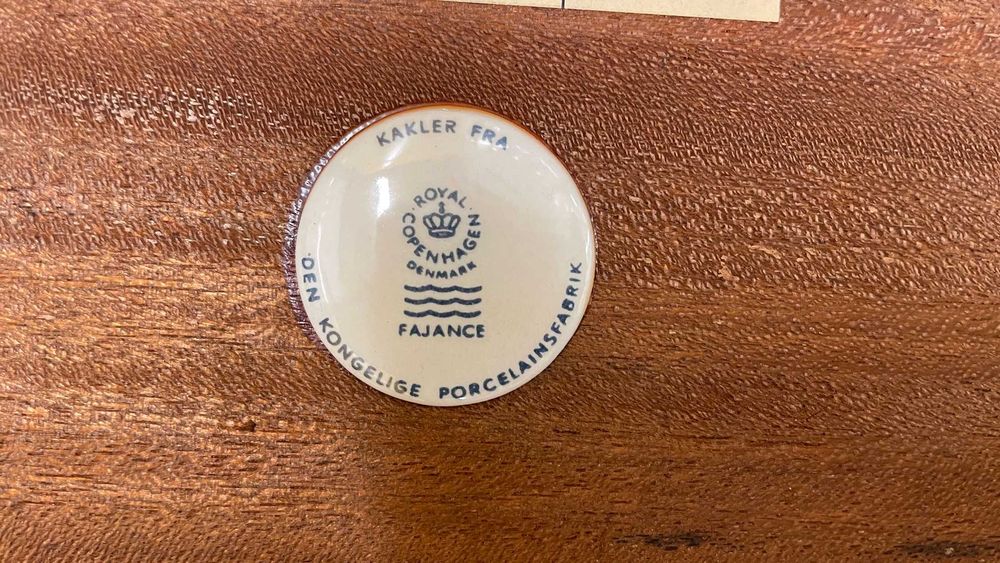 KAKLER FRA
ROYAL
COPENHAGEN
DENMARK
FAJANCE
DEN KONGELIGE PORCELAINSFABRIK